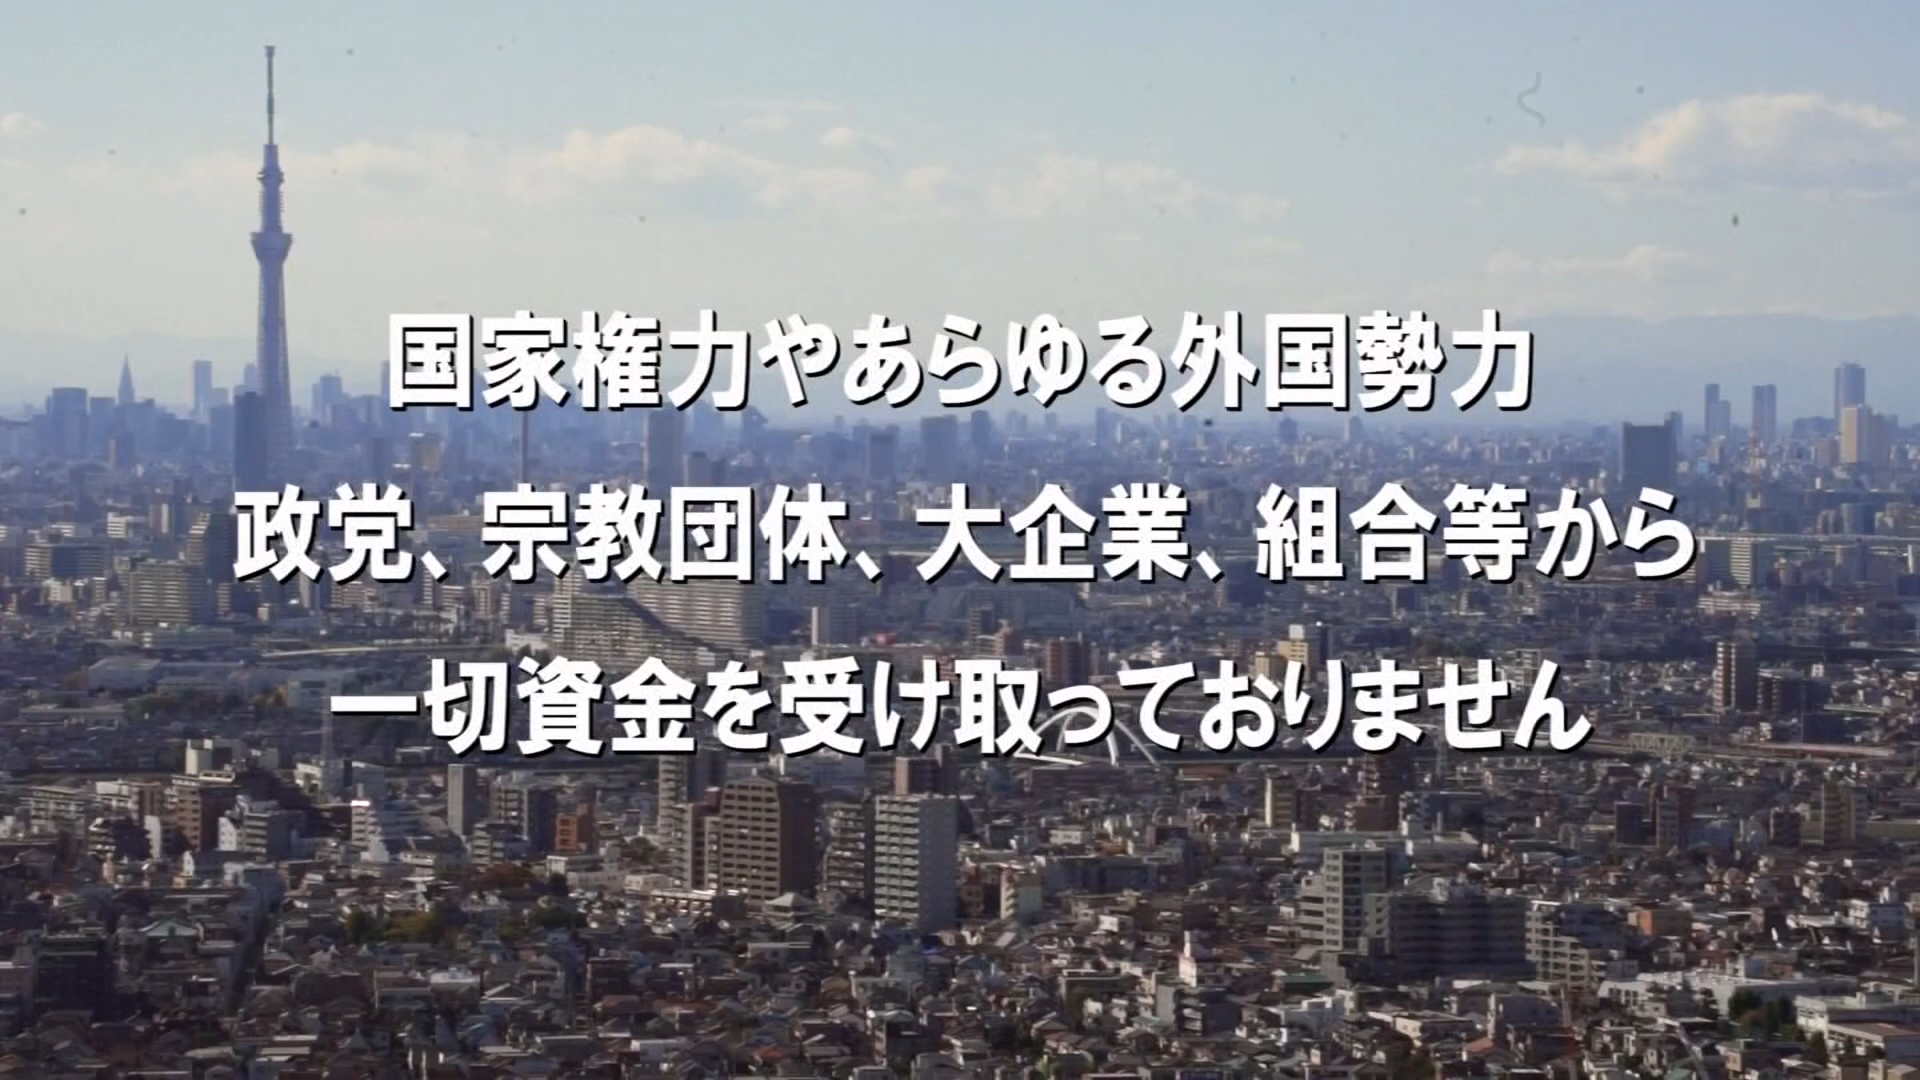 国家権力やあらゆる外国勢力
政党、宗教団体、大企業、組合等から
一切資金を受け取っておりません